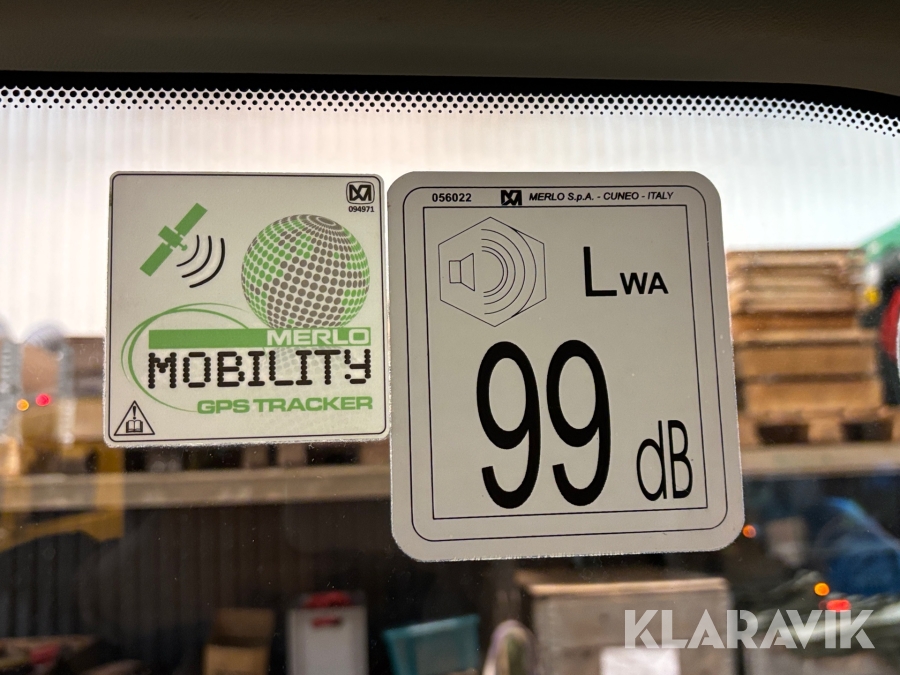 094971
MERLO
MOBILITY
GPS TRACKER
056022 MERLO S.p.A. - CUNEO - ITALY
LWA
99 dB
KLARAVIK